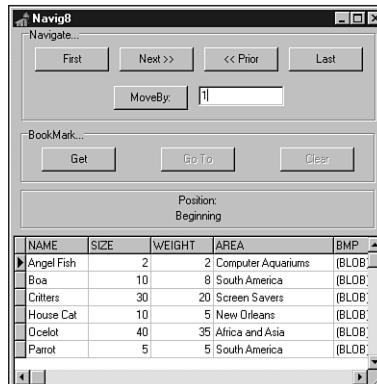 Navig8
Navigate...
First Next >> << Prior Last
MoveBy: 1
BookMark...
Get Go To Clear
Position:
Beginning
NAME SIZE WEIGHT AREA BMP
Angel Fish 2 2 Computer Aquariums (BLOB)
Boa 10 8 South America (BLOB)
Critters 30 20 Screen Savers (BLOB)
House Cat 10 5 New Orleans (BLOB)
Ocelot 40 35 Africa and Asia (BLOB)
Parrot 5 5 South America (BLOB)